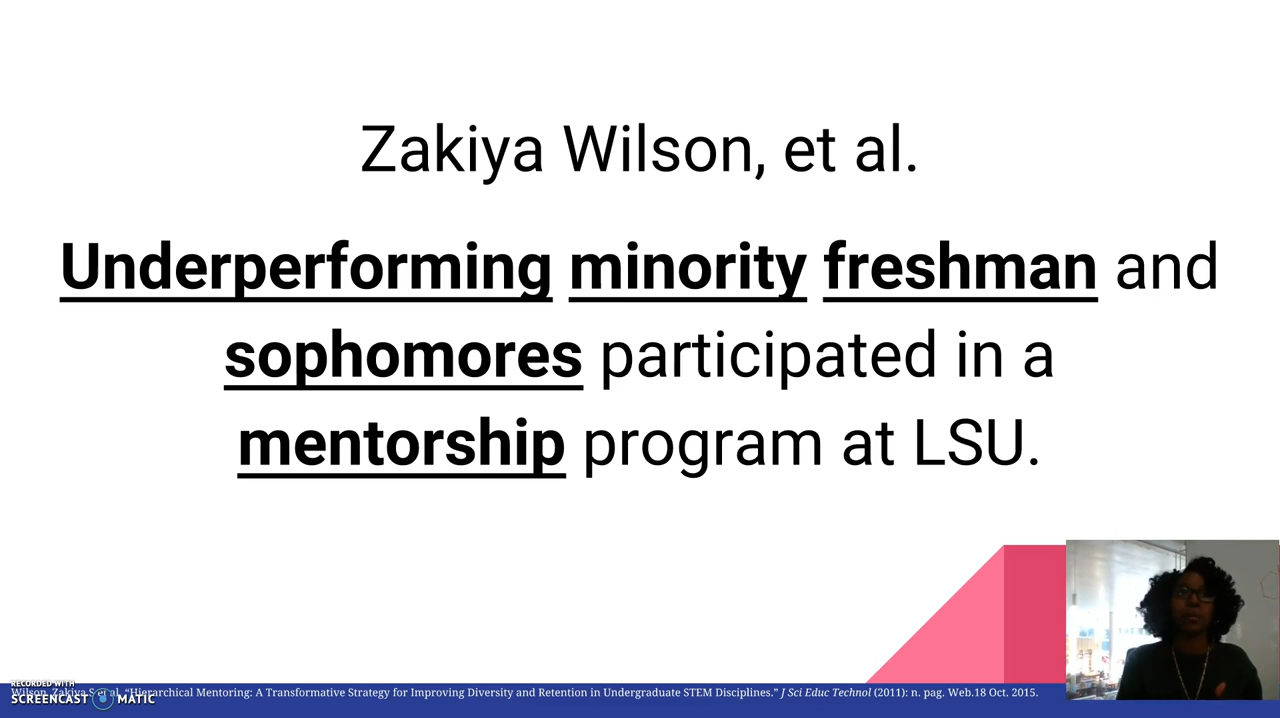 Zakiya Wilson, et al.
Underperforming minority freshman and
sophomores participated in a
mentorship program at LSU.
RECORDED WITH
SCREENCAST MATIC
Wilson, Zakiya S et al. “Hierarchical Mentoring: A Transformative Strategy for Improving Diversity and Retention in Undergraduate STEM Disciplines.” J Sci Educ Technol (2011): n. pag. Web.18 Oct. 2015.